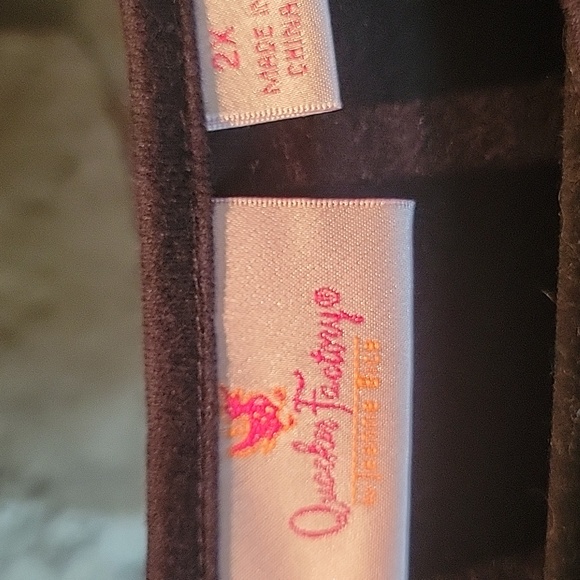 2X
MADE IN
CHINA
Quacker Factory®
by Jeanne Bice